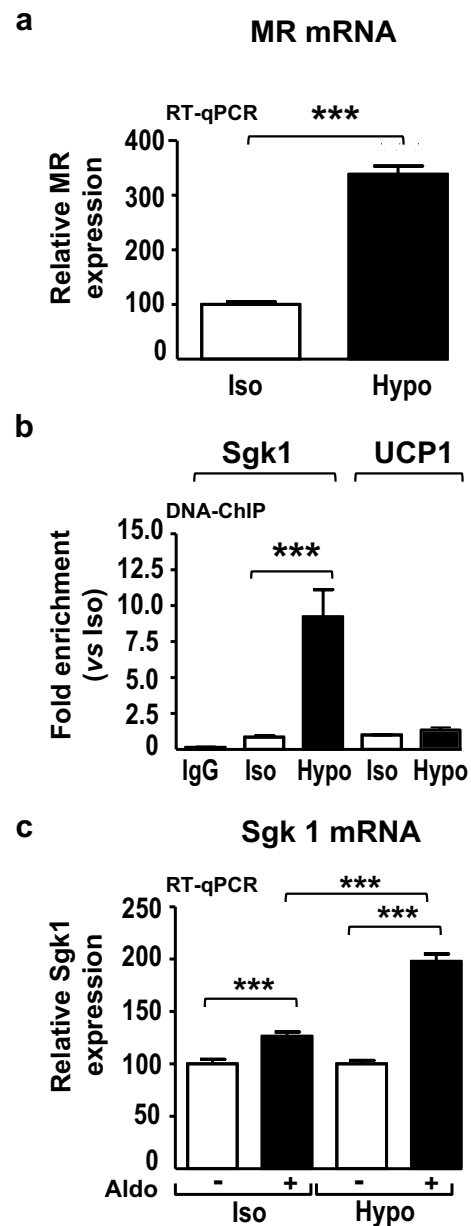 a
MR mRNA
RT-qPCR
***
Relative MR
expression
400
300
200
100
0
Iso Hypo
b
Sgk1 UCP1
DNA-ChIP
***
Fold enrichment
(vs Iso)
15.0
12.5
10.0
7.5
5.0
2.5
0
IgG Iso Hypo Iso Hypo
c
Sgk 1 mRNA
RT-qPCR
***
***
***
Relative Sgk1
expression
250
200
150
100
50
0
Aldo - + - +
Iso Hypo